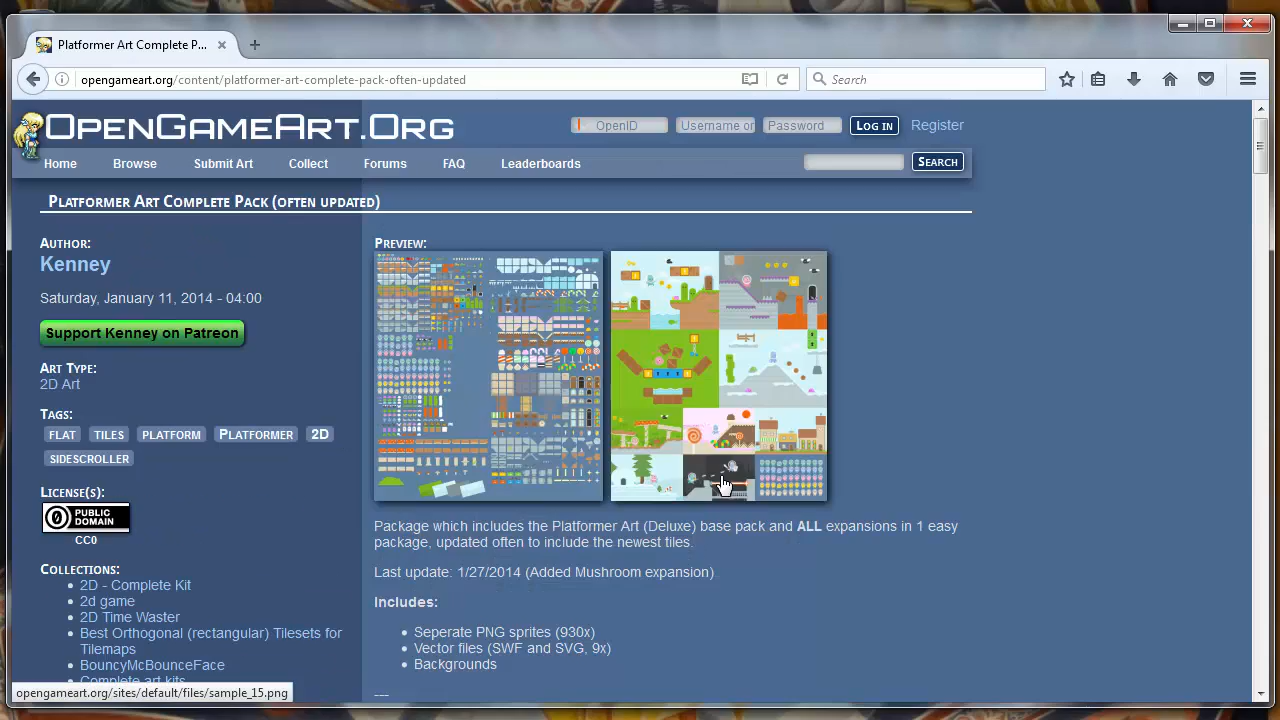 Platformer Art Complete P...
opengameart.org/content/platformer-art-complete-pack-often-updated
Search
OpenGameArt.Org
OpenID
Username or
Password
Log in
Register
Home
Browse
Submit Art
Collect
Forums
FAQ
Leaderboards
Search
Platformer Art Complete Pack (often updated)
Author:
Kenney
Saturday, January 11, 2014 - 04:00
Support Kenney on Patreon
Art Type:
2D Art
Tags:
flat
tiles
platform
Platformer
2D
sidescroller
License(s):
PUBLIC
DOMAIN
CC0
Collections:
2D - Complete Kit
2d game
2D Time Waster
Best Orthogonal (rectangular) Tilesets for
Tilemaps
BouncyMcBounceFace
Complete art kits
Preview:
Package which includes the Platformer Art (Deluxe) base pack and ALL expansions in 1 easy
package, updated often to include the newest tiles.
Last update: 1/27/2014 (Added Mushroom expansion)
Includes:
Seperate PNG sprites (930x)
Vector files (SWF and SVG, 9x)
Backgrounds
---
opengameart.org/sites/default/files/sample_15.png